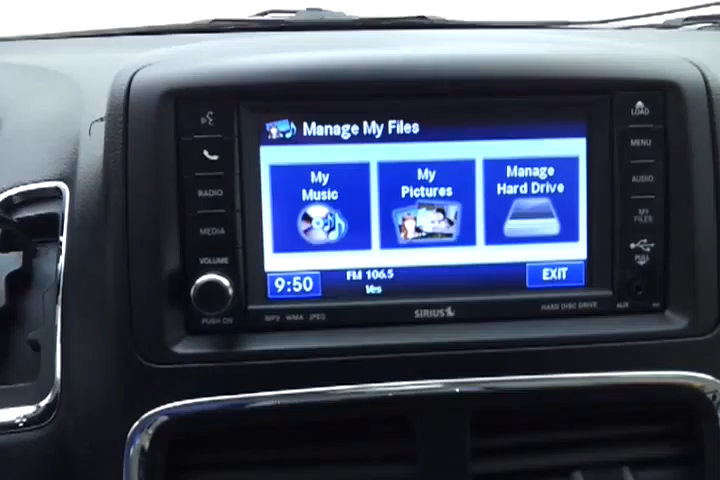 Manage My Files
My
Music
My
Pictures
Manage
Hard Drive
9:50
FM 106.5
Yes
EXIT
RADIO
MEDIA
VOLUME
PUSH ON
LOAD
MENU
AUDIO
MY
FILES
PULL
AUX
MP3 WMA JPEG
SIRIUS
HARD DISC DRIVE